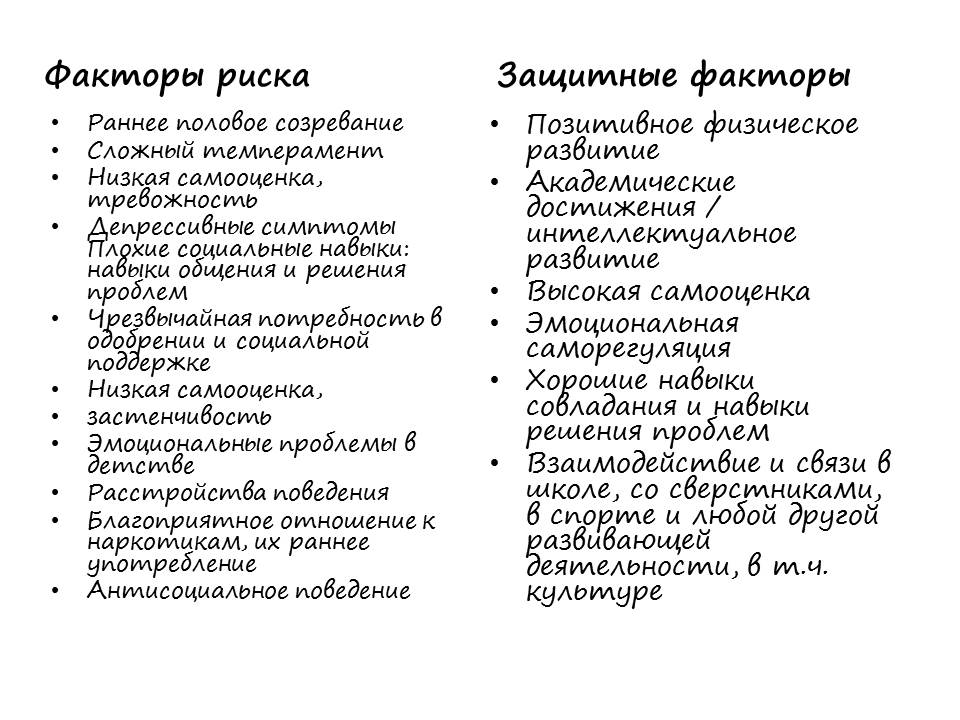 Факторы риска
• Раннее половое созревание
• Сложный темперамент
• Низкая самооценка,
тревожность
• Депрессивные симптомы
Плохие социальные навыки:
навыки общения и решения
проблем
• Чрезвычайная потребность в
одобрении и социальной
поддержке
• Низкая самооценка,
• застенчивость
• Эмоциональные проблемы в
детстве
• Расстройства поведения
• Благоприятное отношение к
наркотикам, их раннее
употребление
• Антисоциальное поведение
Защитные факторы
• Позитивное физическое
развитие
• Академические
достижения /
интеллектуальное
развитие
• Высокая самооценка
• Эмоциональная
саморегуляция
• Хорошие навыки
совладания и навыки
решения проблем
• Взаимодействие и связи в
школе, со сверстниками,
в спорте и любой другой
развивающей
деятельности, в т.ч.
культуре